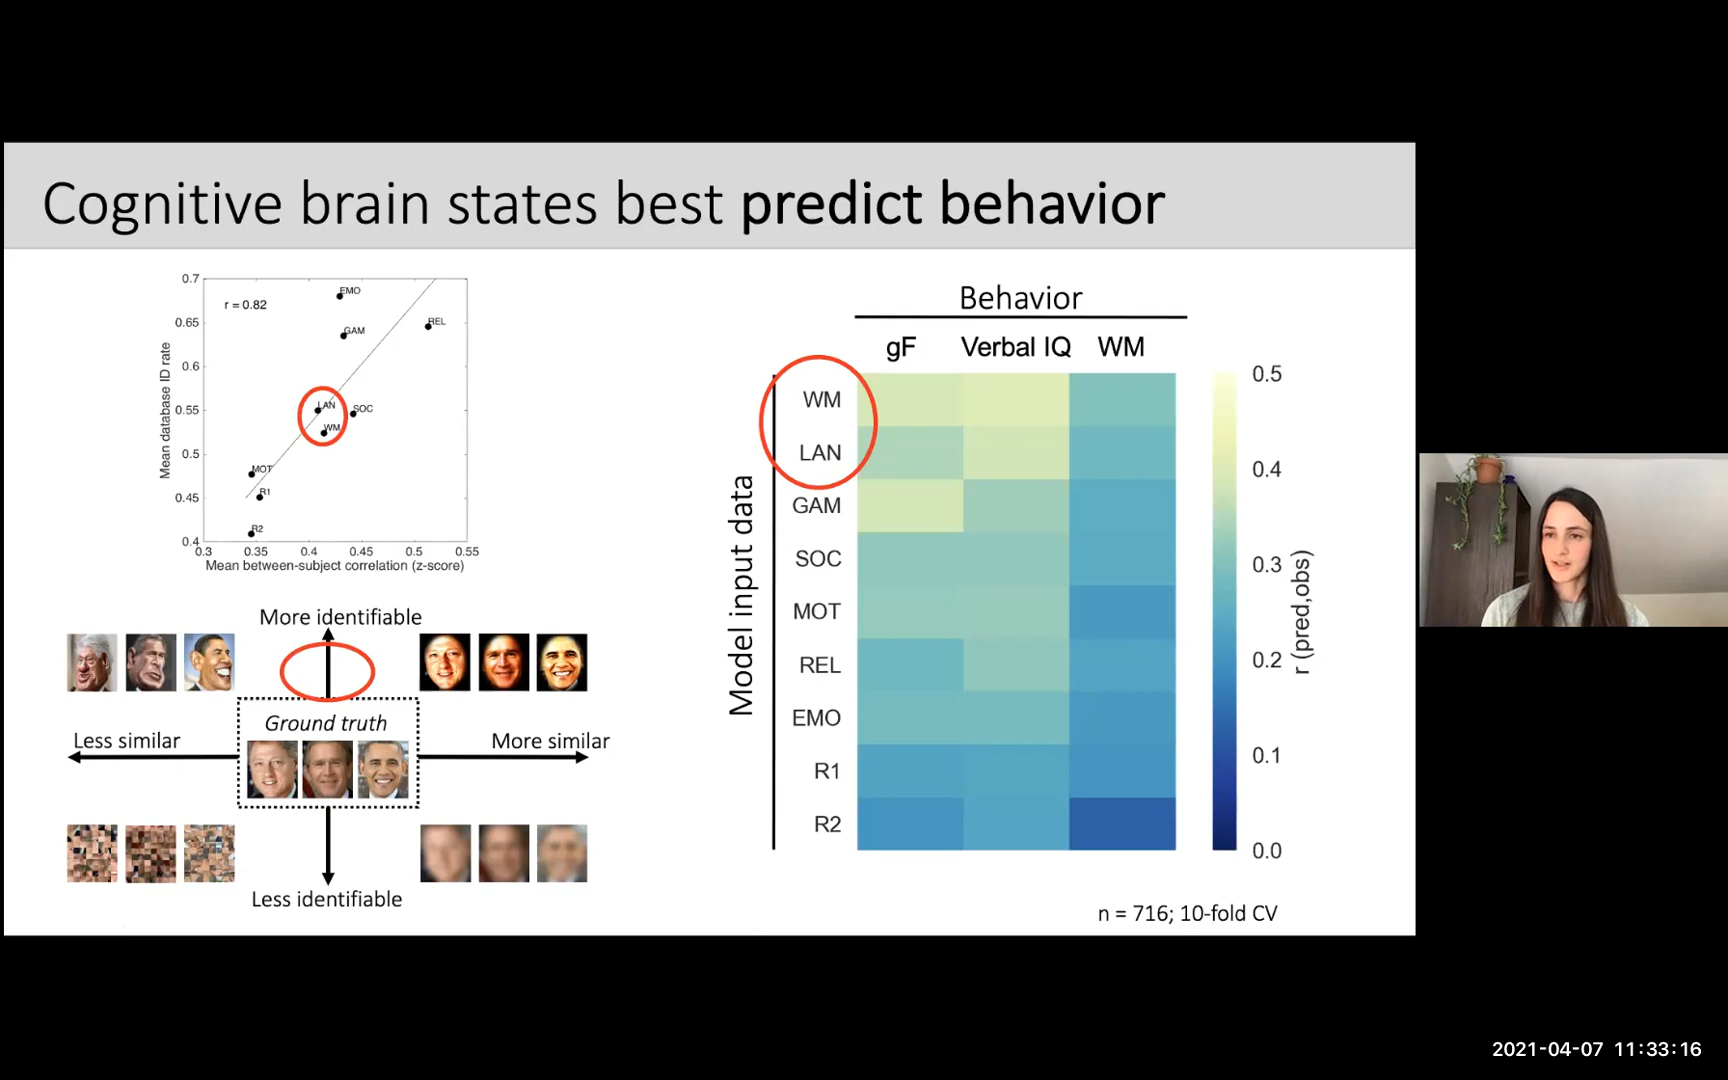 Cognitive brain states best predict behavior
0.7
0.65
0.6
0.55
0.5
0.45
0.4
Mean database ID rate
r = 0.82
EMO
REL
GAM
LAN
SOC
WM
MOT
R1
R2
0.3 0.35 0.4 0.45 0.5 0.55
Mean between-subject correlation (z-score)
More identifiable
Ground truth
Less similar
More similar
Less identifiable
Behavior
gF Verbal IQ WM
Model input data
WM
LAN
GAM
SOC
MOT
REL
EMO
R1
R2
0.5
0.4
0.3
0.2
0.1
0.0
r (pred,obs)
n = 716; 10-fold CV
2021-04-07 11:33:16